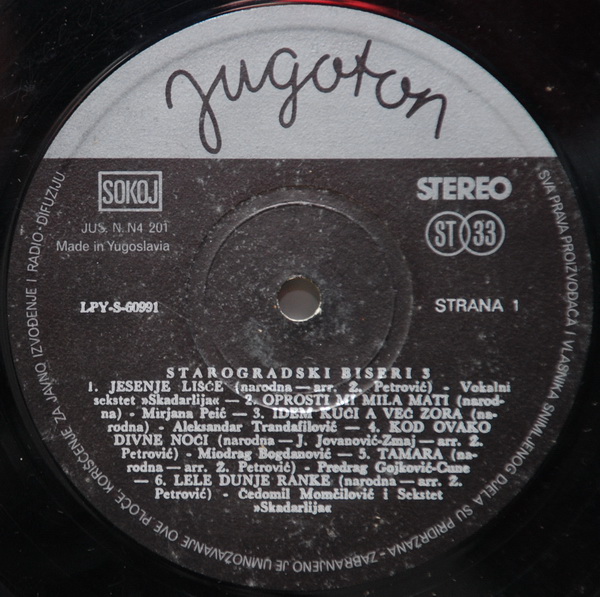 jugoton
SOKOJ
JUS. N. N4 201
Made in Yugoslavia
STEREO
ST 33
LPY-S-60991
STRANA 1
STAROGRADSKI BISERI 3
1. JESENJE LIŠĆE (narodna — arr. Ž. Petrović) - Vokalni
sekstet »Skadarlija« — 2. OPROSTI MI MILA MATI (narod-
na) - Mirjana Peić — 3. IDEM KUĆI A VEĆ ZORA (na-
rodna) - Aleksandar Trandafilović — 4. KOD OVAKO
DIVNE NOĆI (narodna — J. Jovanović-Zmaj — arr. Ž.
Petrović) - Miodrag Bogdanović — 5. TAMARA (na-
rodna — arr. Ž. Petrović) - Predrag Gojković-Cune
— 6. LELE DUNJE RANKE (narodna — arr. Ž.
Petrović) - Čedomil Momčilović i Sekstet
»Skadarlija«
SVA PRAVA PROIZVOĐAČA I VLASNIKA SNIMLJENOG DJELA SU PRIDRŽANA - ZABRANJENO JE UMNOŽAVANJE OVE PLOČE, KORIŠĆENJE ZA JAVNO IZVOĐENJE I RADIO - DIFUZIJU